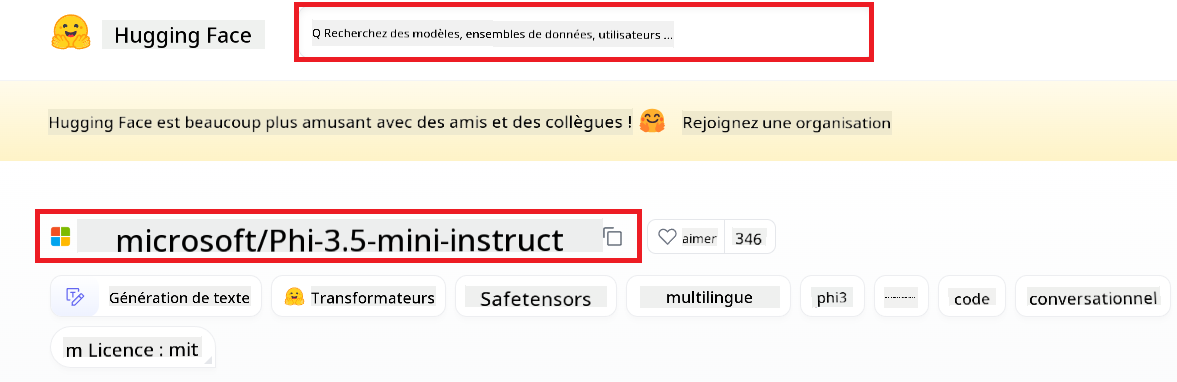 Hugging Face
Q Recherchez des modèles, ensembles de données, utilisateurs ...
Hugging Face est beaucoup plus amusant avec des amis et des collègues ! Rejoignez une organisation
microsoft/Phi-3.5-mini-instruct aimer 346
Génération de texte Transformateurs Safetensors multilingue phi3 code conversationnel
m Licence : mit